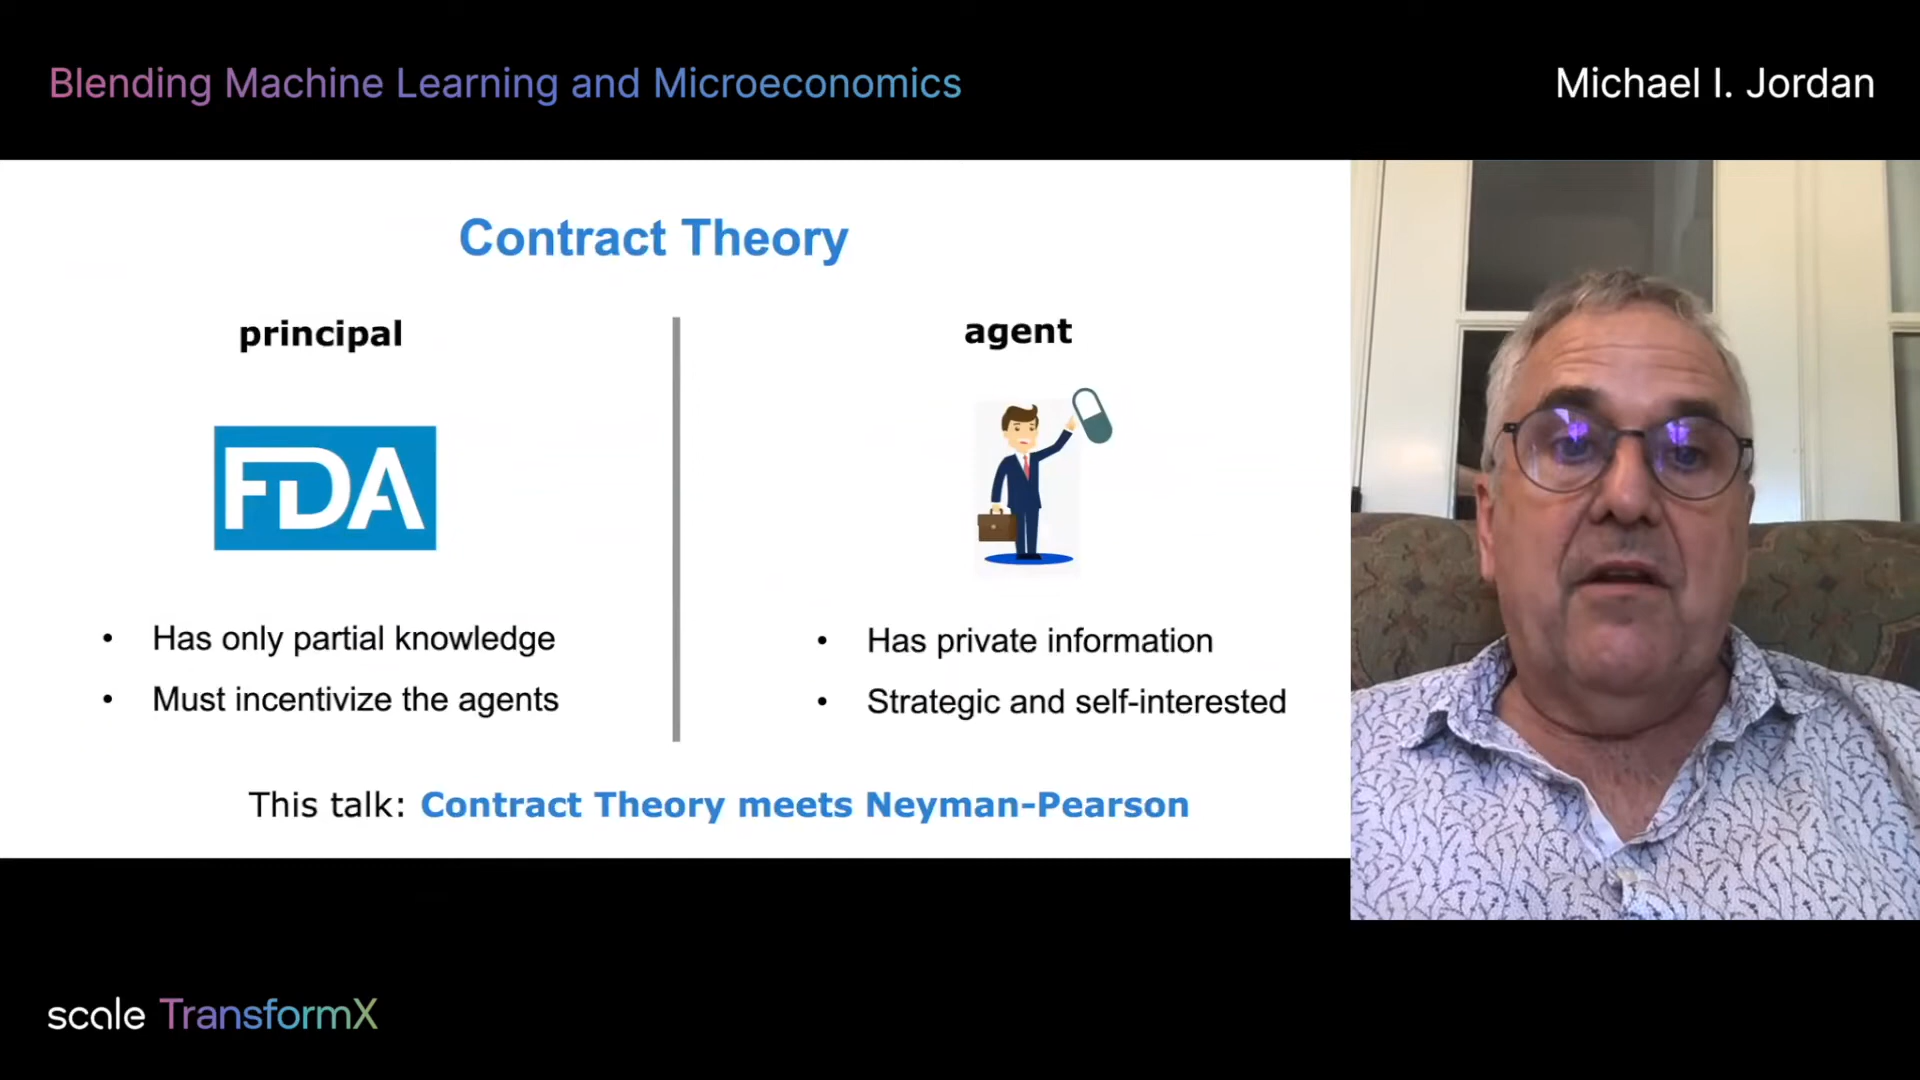 Blending Machine Learning and Microeconomics
Michael I. Jordan
Contract Theory
principal
agent
FDA
• Has only partial knowledge
• Must incentivize the agents
• Has private information
• Strategic and self-interested
This talk: Contract Theory meets Neyman-Pearson
scale TransformX